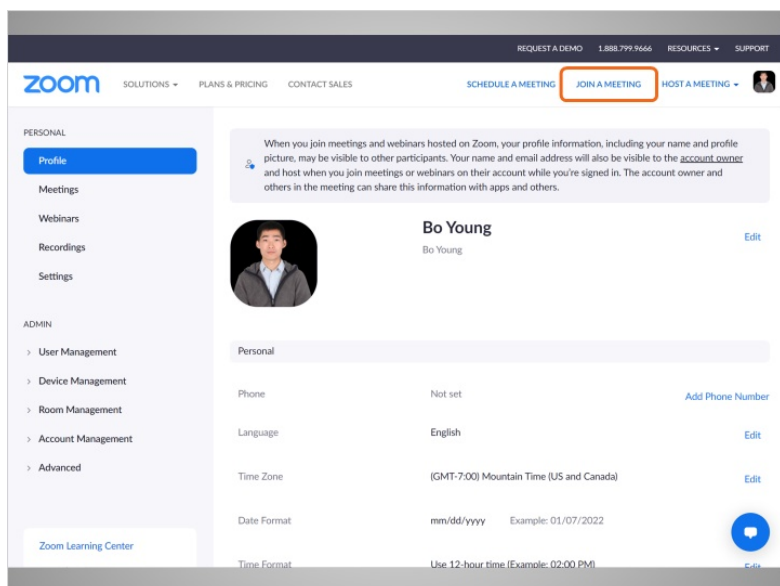 REQUEST A DEMO 1.888.799.9666 RESOURCES SUPPORT
zoom SOLUTIONS PLANS & PRICING CONTACT SALES SCHEDULE A MEETING JOIN A MEETING HOST A MEETING
PERSONAL
Profile
Meetings
Webinars
Recordings
Settings
ADMIN
User Management
Device Management
Room Management
Account Management
Advanced
Zoom Learning Center
When you join meetings and webinars hosted on Zoom, your profile information, including your name and profile
picture, may be visible to other participants. Your name and email address will also be visible to the account owner
and host when you join meetings or webinars on their account while you're signed in. The account owner and
others in the meeting can share this information with apps and others.
Bo Young
Edit
Bo Young
Personal
Phone Not set Add Phone Number
Language English Edit
Time Zone (GMT-7:00) Mountain Time (US and Canada) Edit
Date Format mm/dd/yyyy Example: 01/07/2022
Time Format Use 12-hour time (Example: 02:00 PM) Edit